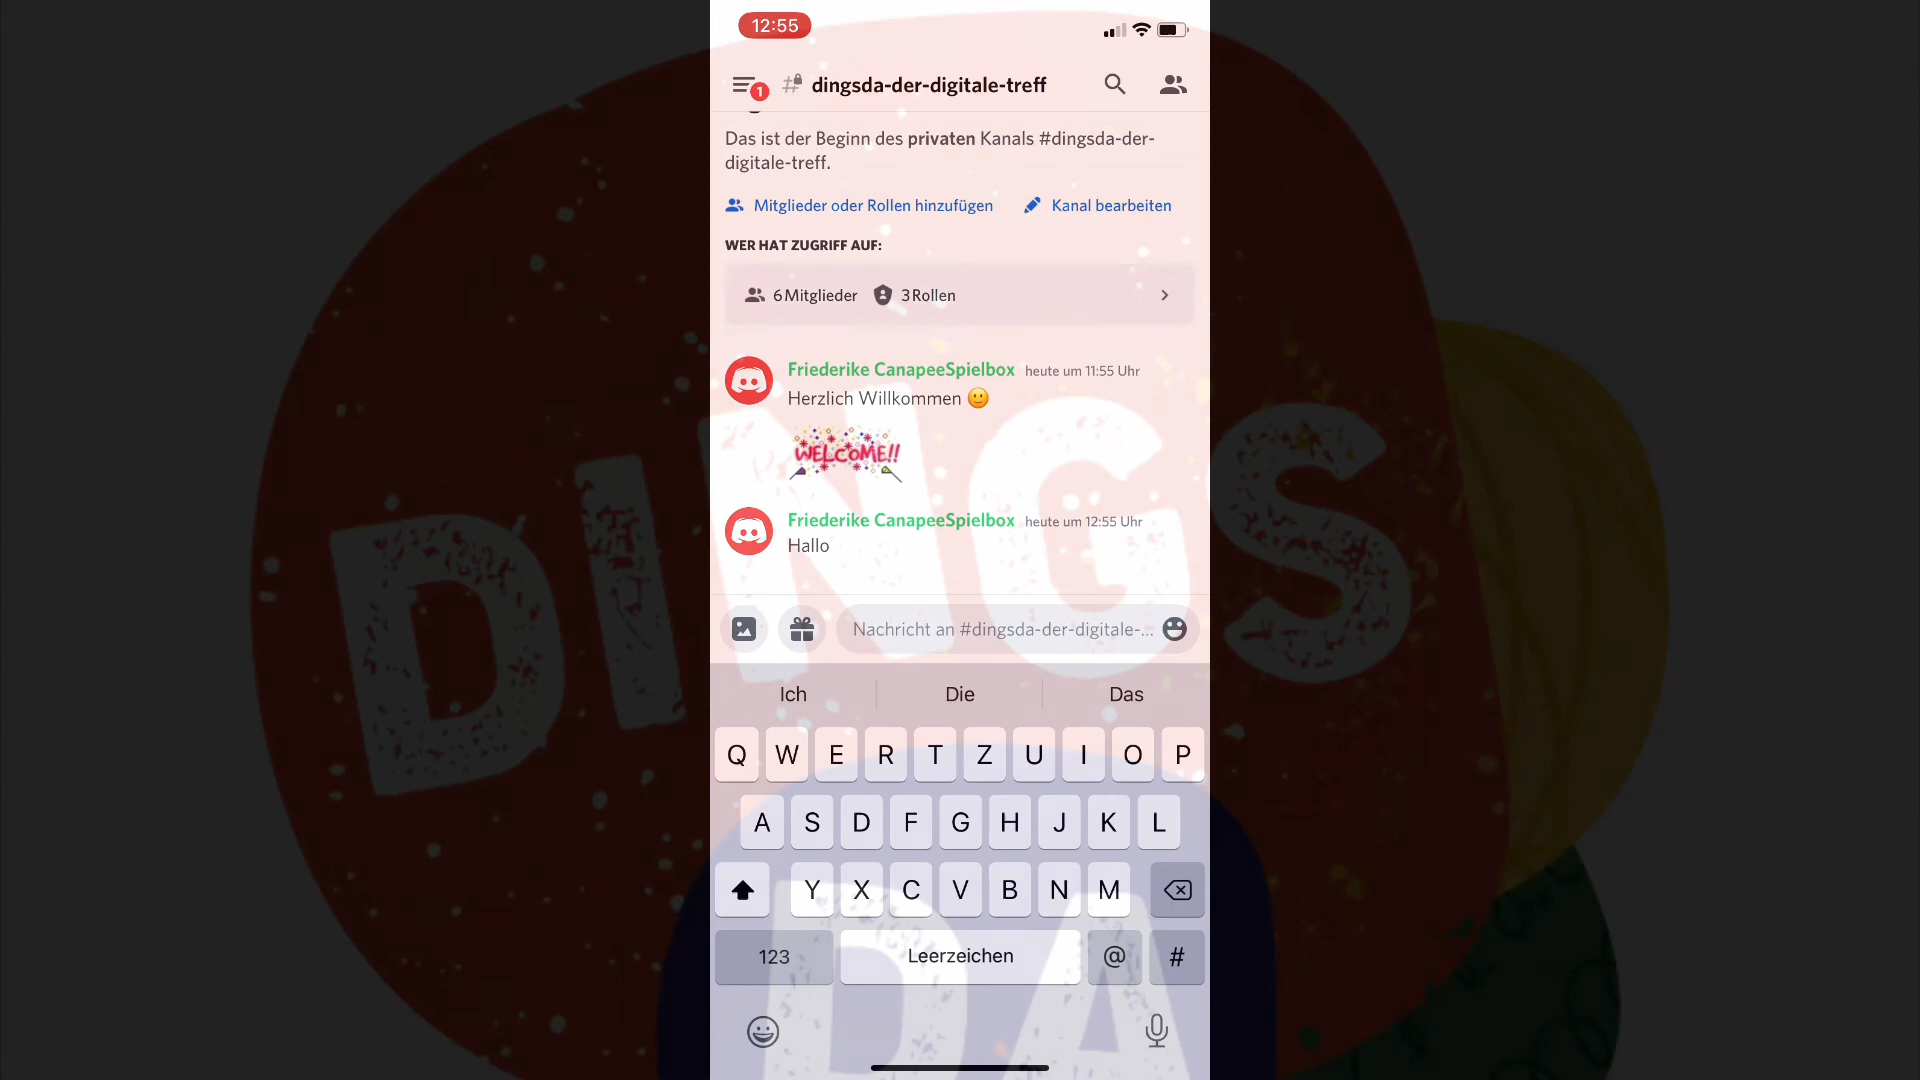 12:55
1
# dingsda-der-digitale-treff
Das ist der Beginn des privaten Kanals #dingsda-der-
digitale-treff.
Mitglieder oder Rollen hinzufügen Kanal bearbeiten
WER HAT ZUGRIFF AUF:
6 Mitglieder 3 Rollen
Friederike CanapeeSpielbox heute um 11:55 Uhr
Herzlich Willkommen 🙂
WELCOME!!
Friederike CanapeeSpielbox heute um 12:55 Uhr
Hallo
Nachricht an #dingsda-der-digitale-...
Ich Die Das
Q W E R T Z U I O P
A S D F G H J K L
Y X C V B N M
123 Leerzeichen @ #
DINGS
DA